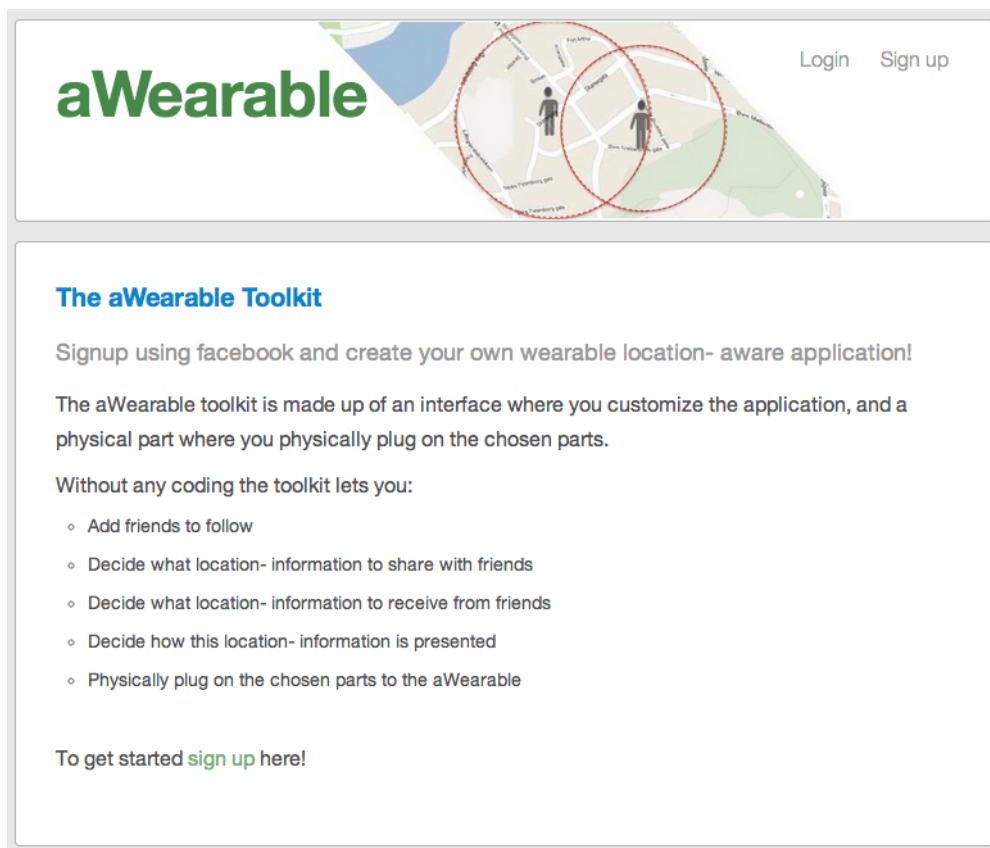 aWearable
Login Sign up
The aWearable Toolkit
Signup using facebook and create your own wearable location- aware application!
The aWearable toolkit is made up of an interface where you customize the application, and a
physical part where you physically plug on the chosen parts.
Without any coding the toolkit lets you:
Add friends to follow
Decide what location- information to share with friends
Decide what location- information to receive from friends
Decide how this location- information is presented
Physically plug on the chosen parts to the aWearable
To get started sign up here!